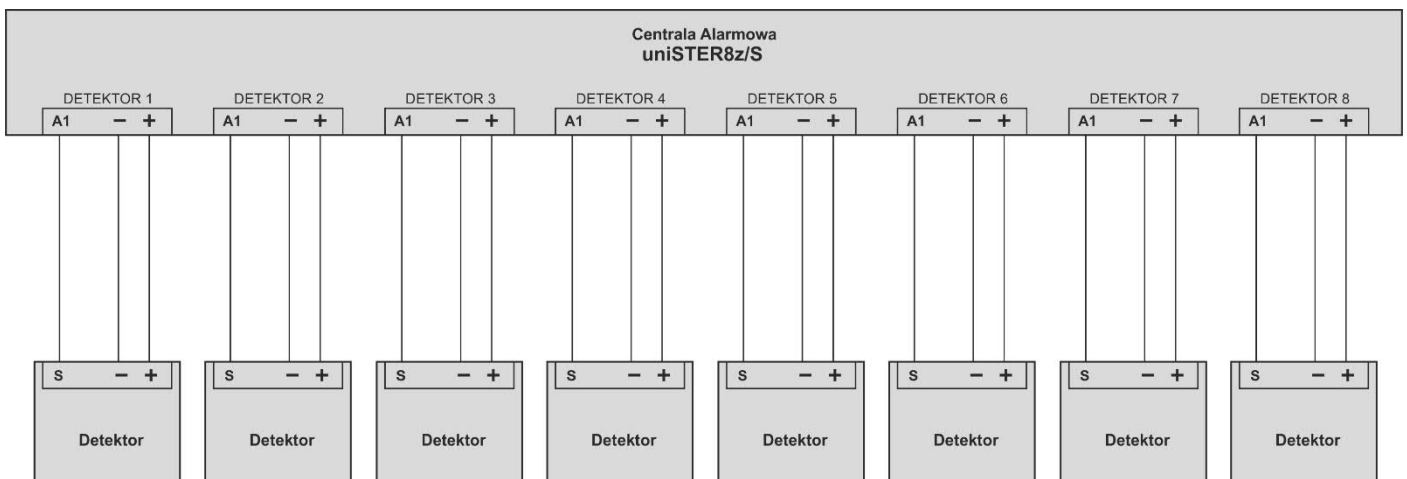 Centrala Alarmowa
uniSTER8z/S
DETEKTOR 1 DETEKTOR 2 DETEKTOR 3 DETEKTOR 4 DETEKTOR 5 DETEKTOR 6 DETEKTOR 7 DETEKTOR 8
A1 − + A1 − + A1 − + A1 − + A1 − + A1 − + A1 − + A1 − +
S − + S − + S − + S − + S − + S − + S − + S − +
Detektor Detektor Detektor Detektor Detektor Detektor Detektor Detektor